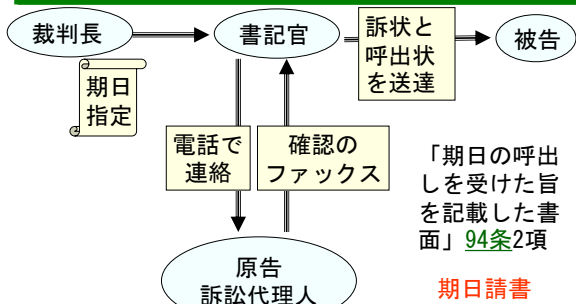 裁判長
書記官
被告
期日
指定
訴状と
呼出状
を送達
電話で
連絡
確認の
ファックス
「期日の呼出
しを受けた旨
を記載した書
面」94条2項
期日請書
原告
訴訟代理人